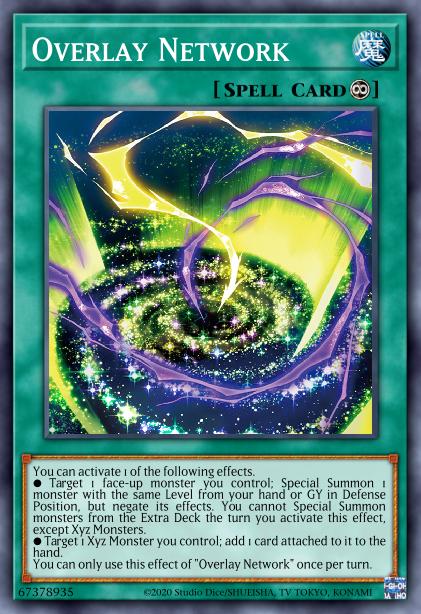 OVERLAY NETWORK
SPELL
魔
[SPELL CARD ]
You can activate 1 of the following effects.
● Target 1 face-up monster you control; Special Summon 1
monster with the same Level from your hand or GY in Defense
Position, but negate its effects. You cannot Special Summon
monsters from the Extra Deck the turn you activate this effect,
except Xyz Monsters.
● Target 1 Xyz Monster you control; add 1 card attached to it to the
hand.
You can only use this effect of "Overlay Network" once per turn.
67378935
©2020 Studio Dice/SHUEISHA, TV TOKYO, KONAMI